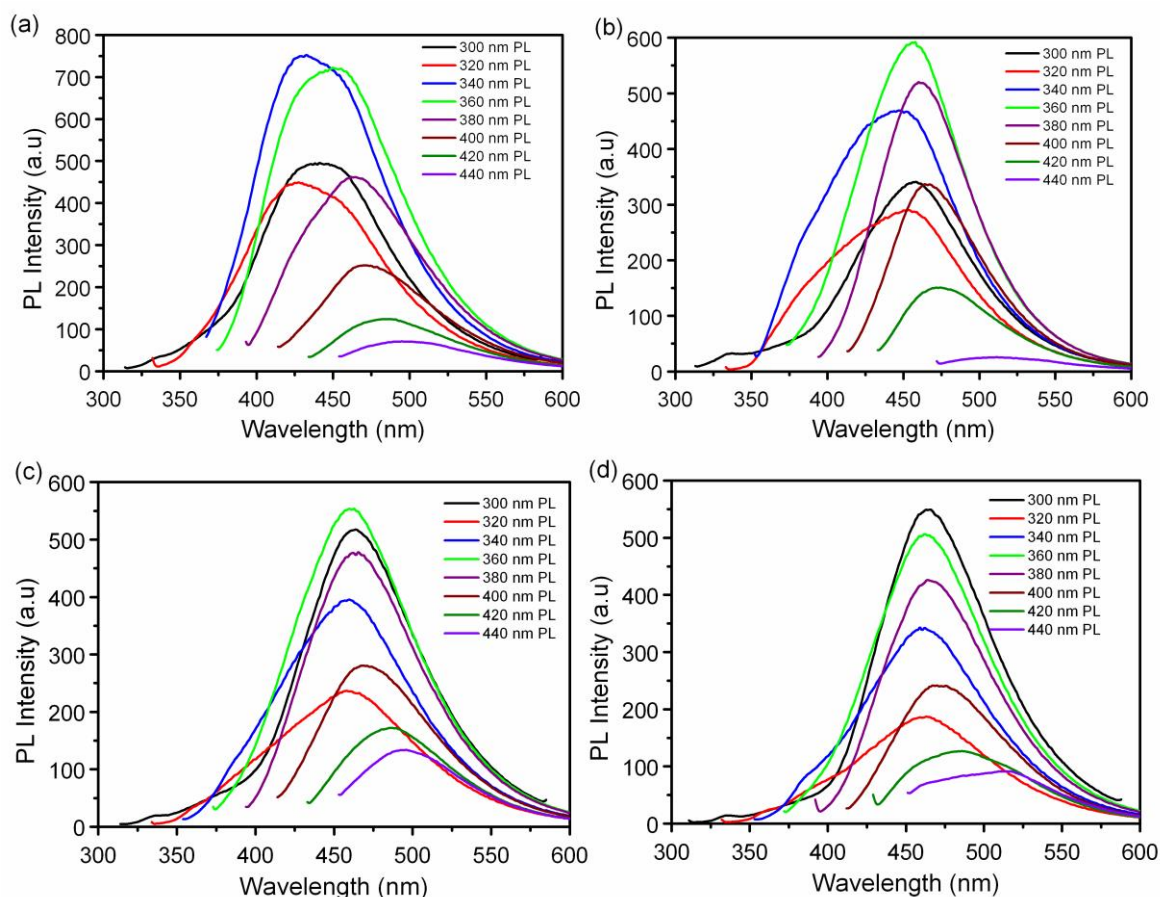 (a)
800
700
600
500
400
300
200
100
0
PL Intensity (a.u)
300 350 400 450 500 550 600
Wavelength (nm)
300 nm PL
320 nm PL
340 nm PL
360 nm PL
380 nm PL
400 nm PL
420 nm PL
440 nm PL
(b)
600
500
400
300
200
100
0
PL Intensity (a.u)
300 350 400 450 500 550 600
Wavelength (nm)
300 nm PL
320 nm PL
340 nm PL
360 nm PL
380 nm PL
400 nm PL
420 nm PL
440 nm PL
(c)
600
500
400
300
200
100
0
PL Intensity (a.u)
300 350 400 450 500 550 600
Wavelength (nm)
300 nm PL
320 nm PL
340 nm PL
360 nm PL
380 nm PL
400 nm PL
420 nm PL
440 nm PL
(d)
600
500
400
300
200
100
0
PL Intensity (a.u)
300 350 400 450 500 550 600
Wavelength (nm)
300 nm PL
320 nm PL
340 nm PL
360 nm PL
380 nm PL
400 nm PL
420 nm PL
440 nm PL